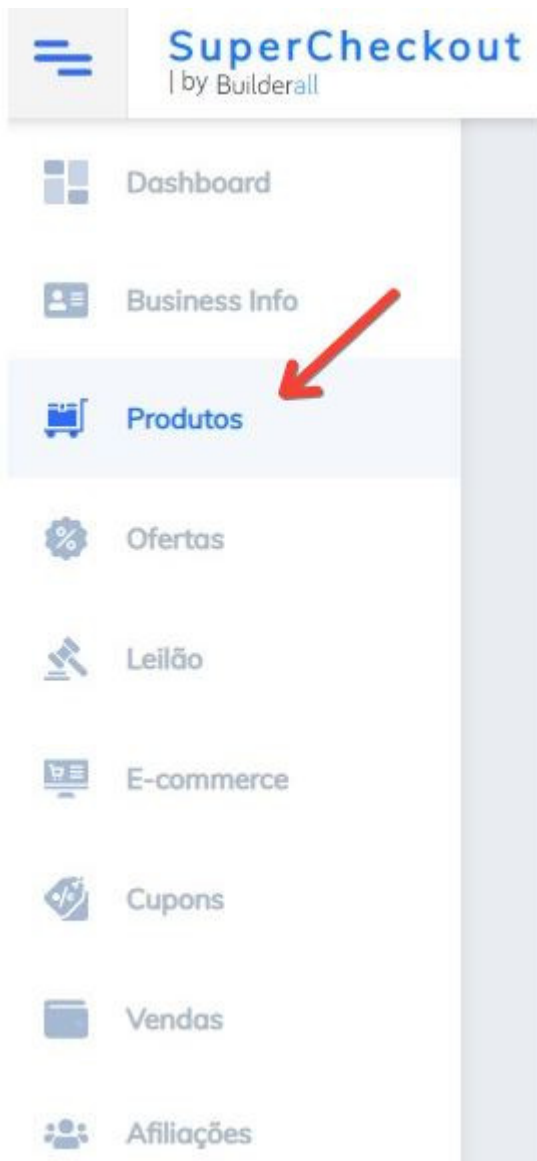 SuperCheckout
| by Builderall
Dashboard
Business Info
Produtos
Ofertas
Leilão
E-commerce
Cupons
Vendas
Afiliações